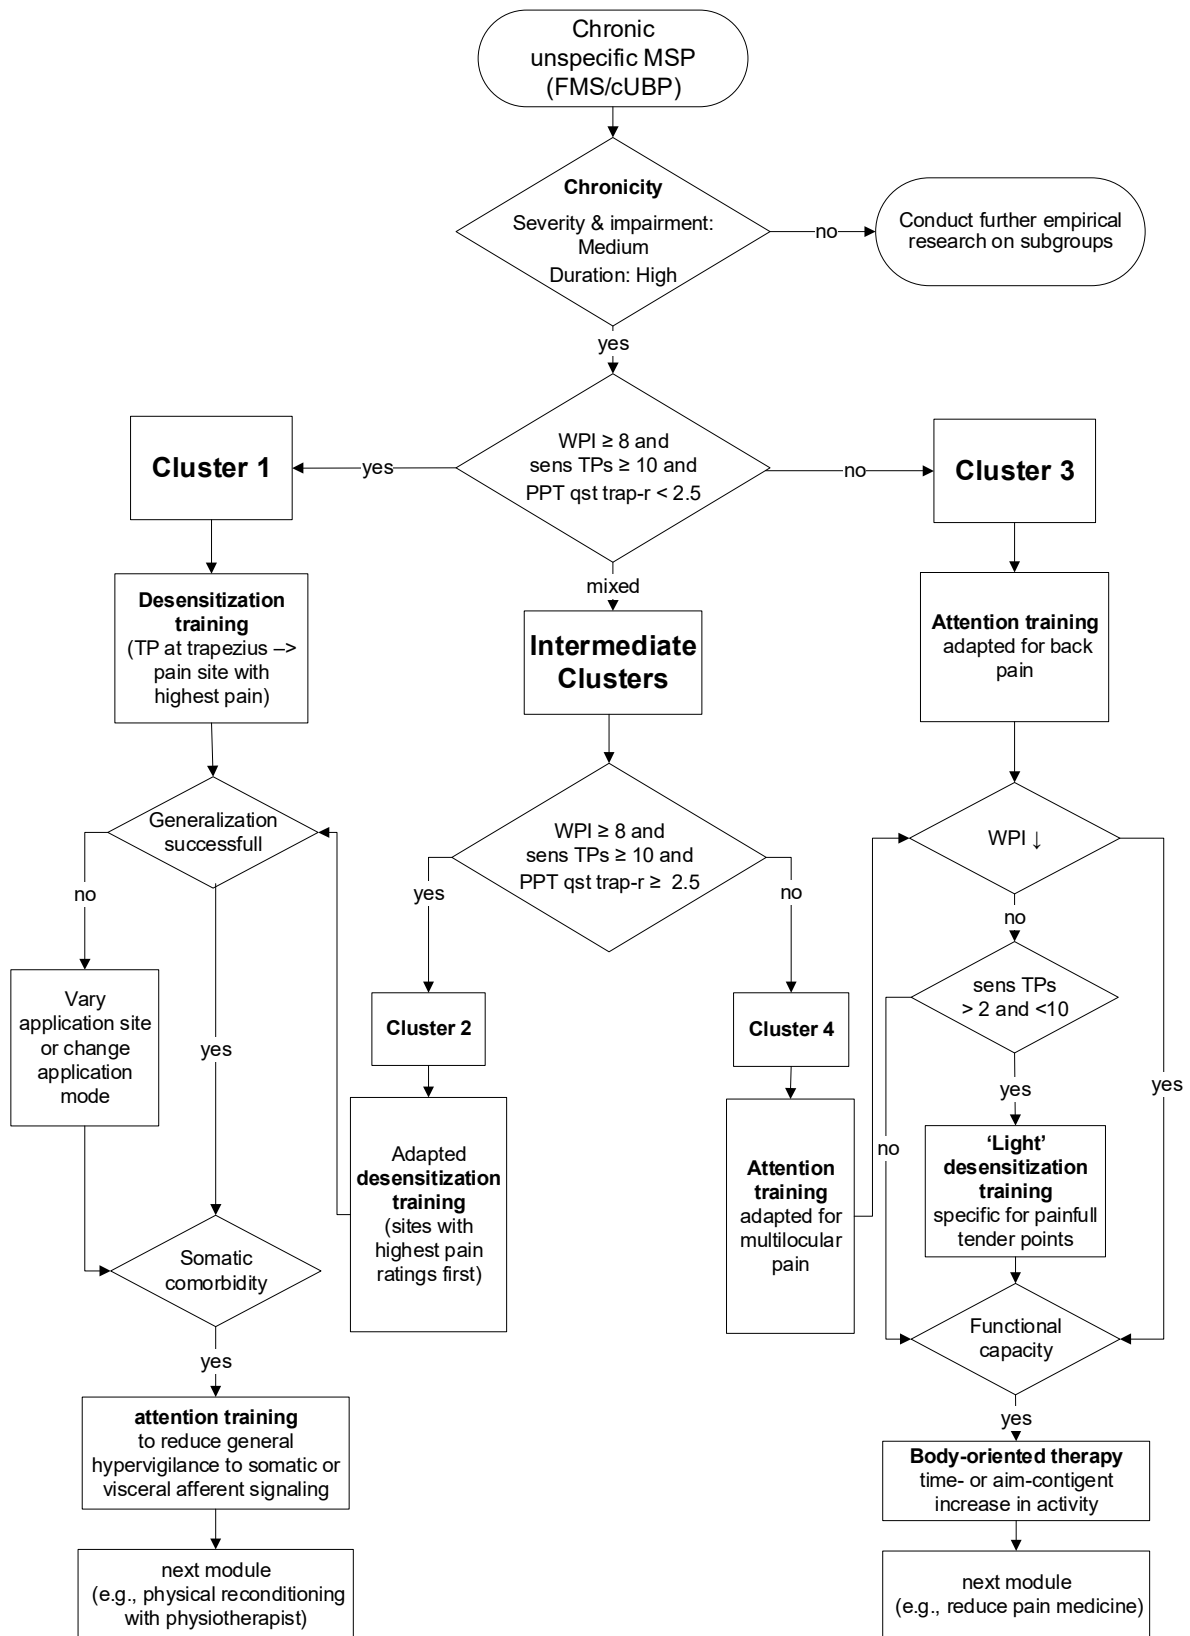 Chronic
unspecific MSP
(FMS/cUBP)
Chronicity
Severity & impairment:
Medium
Duration: High
no
Conduct further empirical
research on subgroups
yes
WPI ≥ 8 and
sens TPs ≥ 10 and
PPT qst trap-r < 2.5
yes
no
mixed
Cluster 1
Cluster 3
Desensitization
training
(TP at trapezius –>
pain site with
highest pain)
Intermediate
Clusters
Attention training
adapted for back
pain
Generalization
successfull
no
yes
Vary
application site
or change
application
mode
WPI ≥ 8 and
sens TPs ≥ 10 and
PPT qst trap-r ≥ 2.5
yes
no
Cluster 2
Cluster 4
Adapted
desensitization
training
(sites with
highest pain
ratings first)
Attention
training
adapted for
multilocular
pain
WPI ↓
no
yes
sens TPs
> 2 and <10
yes
no
‘Light’
desensitization
training
specific for painfull
tender points
Somatic
comorbidity
yes
Functional
capacity
yes
attention training
to reduce general
hypervigilance to somatic or
visceral afferent signaling
Body-oriented therapy
time- or aim-contigent
increase in activity
next module
(e.g., physical reconditioning
with physiotherapist)
next module
(e.g., reduce pain medicine)